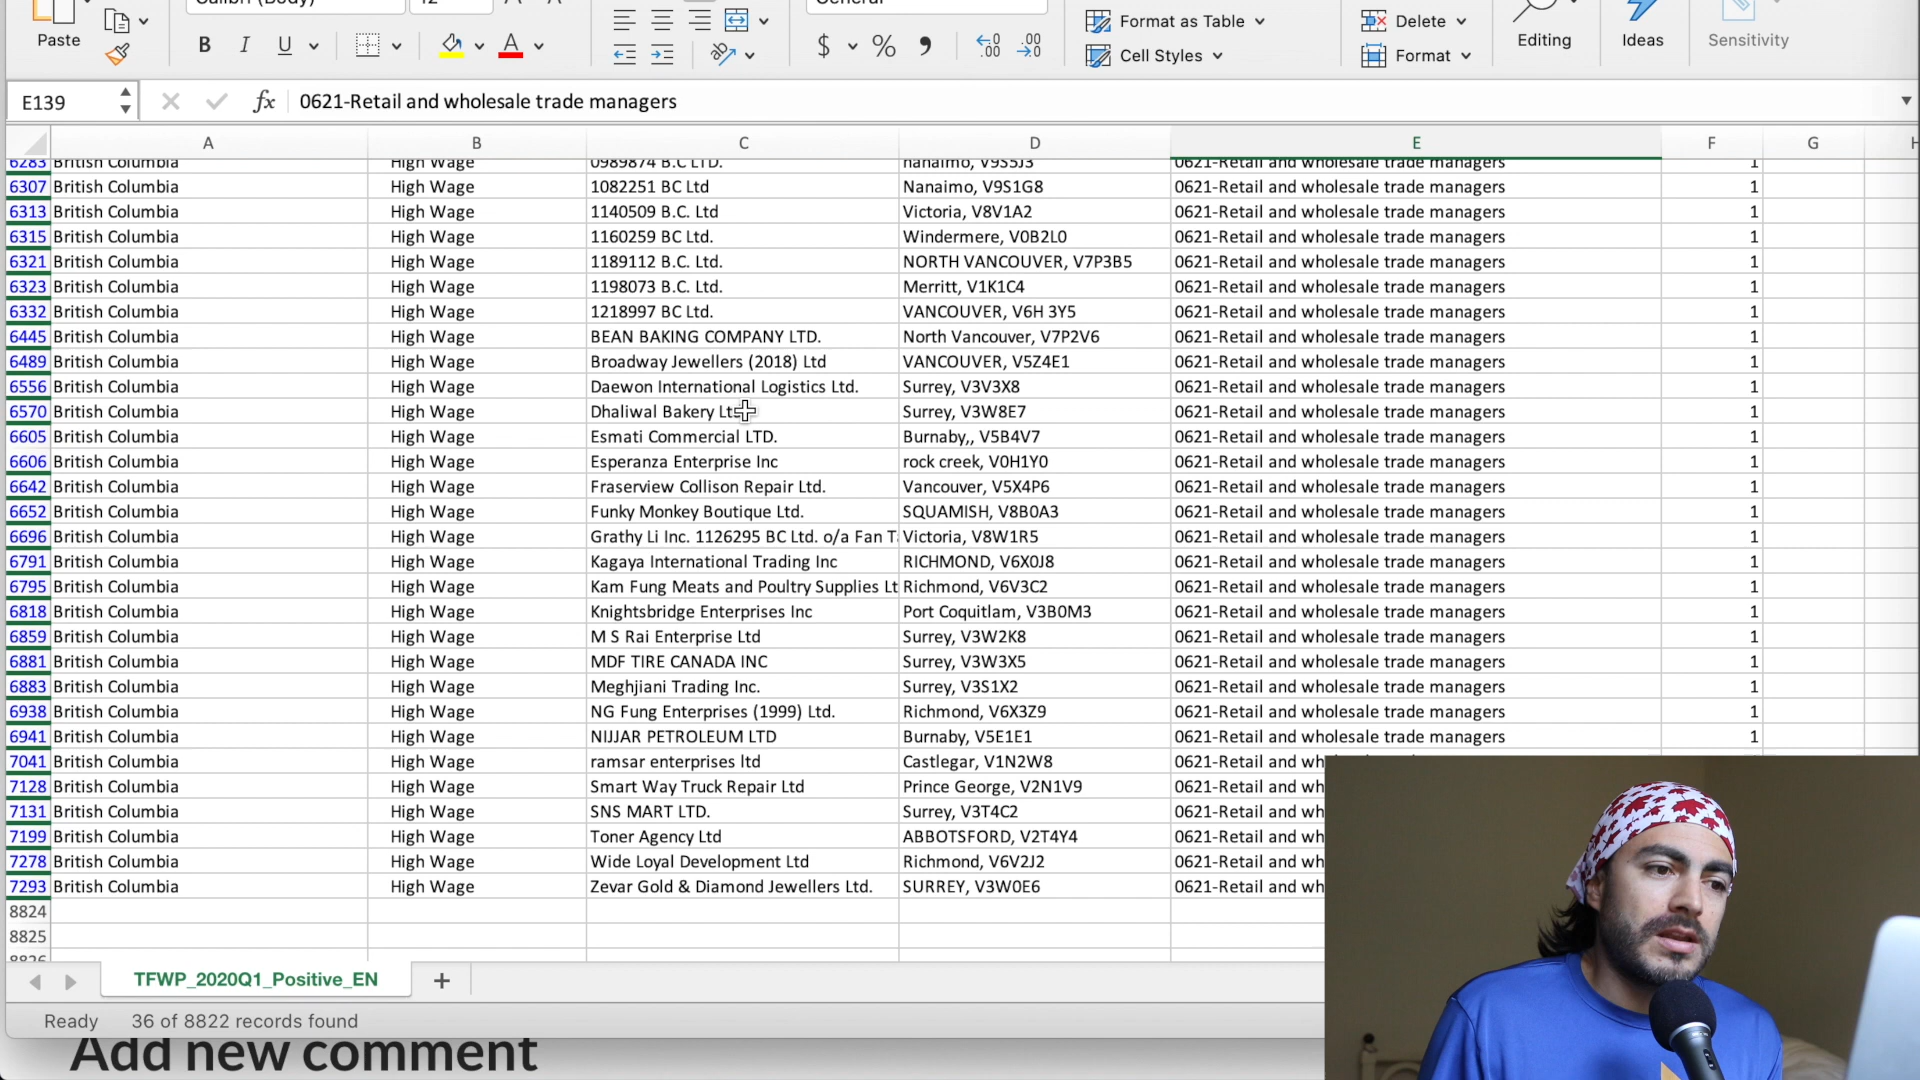 Paste
B I U
$ %
Format as Table
Cell Styles
Delete
Format
Editing
Ideas
Sensitivity
E139 fx 0621-Retail and wholesale trade managers
A B C D E F G H
6283 British Columbia High Wage 0989874 B.C LTD. nanaimo, V9S5J3 0621-Retail and wholesale trade managers 1
6307 British Columbia High Wage 1082251 BC Ltd Nanaimo, V9S1G8 0621-Retail and wholesale trade managers 1
6313 British Columbia High Wage 1140509 B.C. Ltd Victoria, V8V1A2 0621-Retail and wholesale trade managers 1
6315 British Columbia High Wage 1160259 BC Ltd. Windermere, V0B2L0 0621-Retail and wholesale trade managers 1
6321 British Columbia High Wage 1189112 B.C. Ltd. NORTH VANCOUVER, V7P3B5 0621-Retail and wholesale trade managers 1
6323 British Columbia High Wage 1198073 B.C. Ltd. Merritt, V1K1C4 0621-Retail and wholesale trade managers 1
6332 British Columbia High Wage 1218997 BC Ltd. VANCOUVER, V6H 3Y5 0621-Retail and wholesale trade managers 1
6445 British Columbia High Wage BEAN BAKING COMPANY LTD. North Vancouver, V7P2V6 0621-Retail and wholesale trade managers 1
6489 British Columbia High Wage Broadway Jewellers (2018) Ltd VANCOUVER, V5Z4E1 0621-Retail and wholesale trade managers 1
6556 British Columbia High Wage Daewon International Logistics Ltd. Surrey, V3V3X8 0621-Retail and wholesale trade managers 1
6570 British Columbia High Wage Dhaliwal Bakery Surrey, V3W8E7 0621-Retail and wholesale trade managers 1
6605 British Columbia High Wage Esmati Commercial LTD. Burnaby,, V5B4V7 0621-Retail and wholesale trade managers 1
6606 British Columbia High Wage Esperanza Enterprise Inc rock creek, V0H1Y0 0621-Retail and wholesale trade managers 1
6642 British Columbia High Wage Fraserview Collison Repair Ltd. Vancouver, V5X4P6 0621-Retail and wholesale trade managers 1
6652 British Columbia High Wage Funky Monkey Boutique Ltd. SQUAMISH, V8B0A3 0621-Retail and wholesale trade managers 1
6696 British Columbia High Wage Grathy Li Inc. 1126295 BC Ltd. o/a Fan T Victoria, V8W1R5 0621-Retail and wholesale trade managers 1
6791 British Columbia High Wage Kagaya International Trading Inc RICHMOND, V6X0J8 0621-Retail and wholesale trade managers 1
6795 British Columbia High Wage Kam Fung Meats and Poultry Supplies Lt Richmond, V6V3C2 0621-Retail and wholesale trade managers 1
6818 British Columbia High Wage Knightsbridge Enterprises Inc Port Coquitlam, V3B0M3 0621-Retail and wholesale trade managers 1
6859 British Columbia High Wage M S Rai Enterprise Ltd Surrey, V3W2K8 0621-Retail and wholesale trade managers 1
6881 British Columbia High Wage MDF TIRE CANADA INC Surrey, V3W3X5 0621-Retail and wholesale trade managers 1
6883 British Columbia High Wage Meghjiani Trading Inc. Surrey, V3S1X2 0621-Retail and wholesale trade managers 1
6938 British Columbia High Wage NG Fung Enterprises (1999) Ltd. Richmond, V6X3Z9 0621-Retail and wholesale trade managers 1
6941 British Columbia High Wage NIJJAR PETROLEUM LTD Burnaby, V5E1E1 0621-Retail and wholesale trade managers 1
7041 British Columbia High Wage ramsar enterprises ltd Castlegar, V1N2W8 0621-Retail and wh
7128 British Columbia High Wage Smart Way Truck Repair Ltd Prince George, V2N1V9 0621-Retail and wh
7131 British Columbia High Wage SNS MART LTD. Surrey, V3T4C2 0621-Retail and wh
7199 British Columbia High Wage Toner Agency Ltd ABBOTSFORD, V2T4Y4 0621-Retail and wh
7278 British Columbia High Wage Wide Loyal Development Ltd Richmond, V6V2J2 0621-Retail and wh
7293 British Columbia High Wage Zevar Gold & Diamond Jewellers Ltd. SURREY, V3W0E6 0621-Retail and wh
8824
8825
8826
TFWP_2020Q1_Positive_EN
Ready 36 of 8822 records found
Add new comment